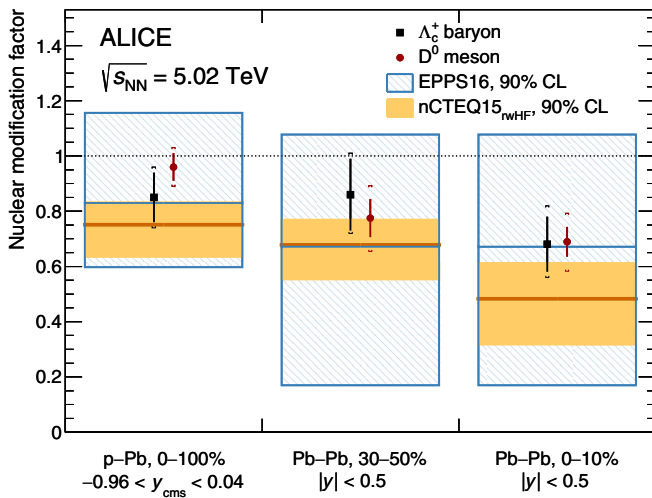 ALICE
√sNN = 5.02 TeV
Λc+ baryon
D0 meson
EPPS16, 90% CL
nCTEQ15rwHF, 90% CL
Nuclear modification factor
1.4
1.2
1
0.8
0.6
0.4
0.2
0
p–Pb, 0–100%
−0.96 < ycms < 0.04
Pb–Pb, 30–50%
|y| < 0.5
Pb–Pb, 0–10%
|y| < 0.5